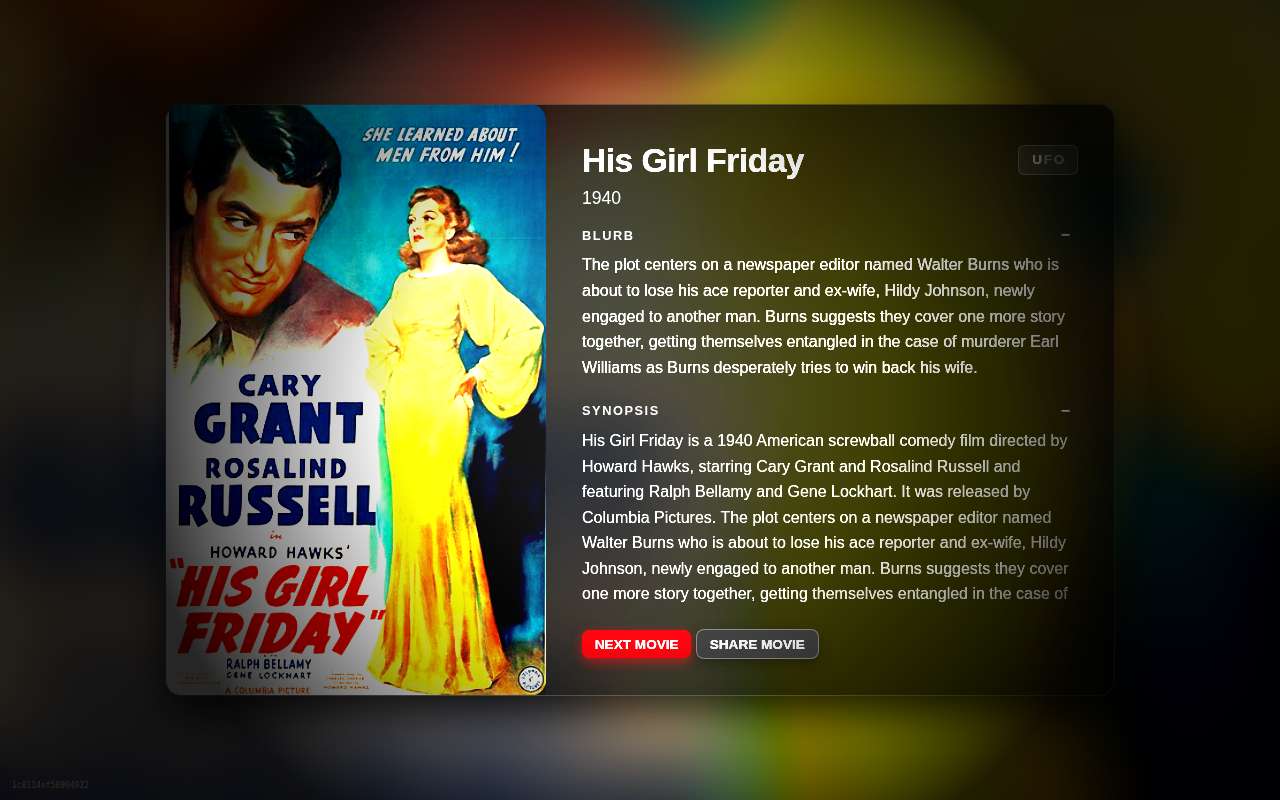 SHE LEARNED ABOUT
MEN FROM HIM!
CARY
GRANT
ROSALIND
RUSSELL
in
HOWARD HAWKS'
"HIS GIRL
FRIDAY"
RALPH BELLAMY
GENE LOCKHART
A COLUMBIA PICTURE
His Girl Friday
UFO
1940
BLURB
The plot centers on a newspaper editor named Walter Burns who is
about to lose his ace reporter and ex-wife, Hildy Johnson, newly
engaged to another man. Burns suggests they cover one more story
together, getting themselves entangled in the case of murderer Earl
Williams as Burns desperately tries to win back his wife.
SYNOPSIS
His Girl Friday is a 1940 American screwball comedy film directed by
Howard Hawks, starring Cary Grant and Rosalind Russell and
featuring Ralph Bellamy and Gene Lockhart. It was released by
Columbia Pictures. The plot centers on a newspaper editor named
Walter Burns who is about to lose his ace reporter and ex-wife, Hildy
Johnson, newly engaged to another man. Burns suggests they cover
one more story together, getting themselves entangled in the case of
NEXT MOVIE
SHARE MOVIE